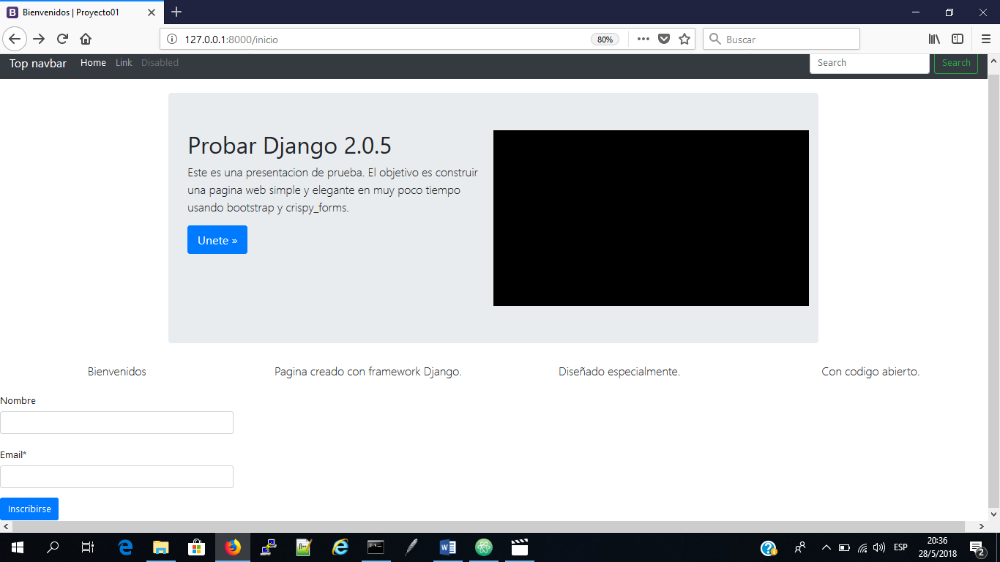 Bienvenidos | Proyecto01
127.0.0.1:8000/inicio
80%
Buscar
Top navbar Home Link Disabled
Search
Search
Probar Django 2.0.5
Este es una presentacion de prueba. El objetivo es construir
una pagina web simple y elegante en muy poco tiempo
usando bootstrap y crispy_forms.
Unete »
Bienvenidos
Pagina creado con framework Django.
Diseñado especialmente.
Con codigo abierto.
Nombre
Email*
Inscribirse
ESP
20:36
28/5/2018
2